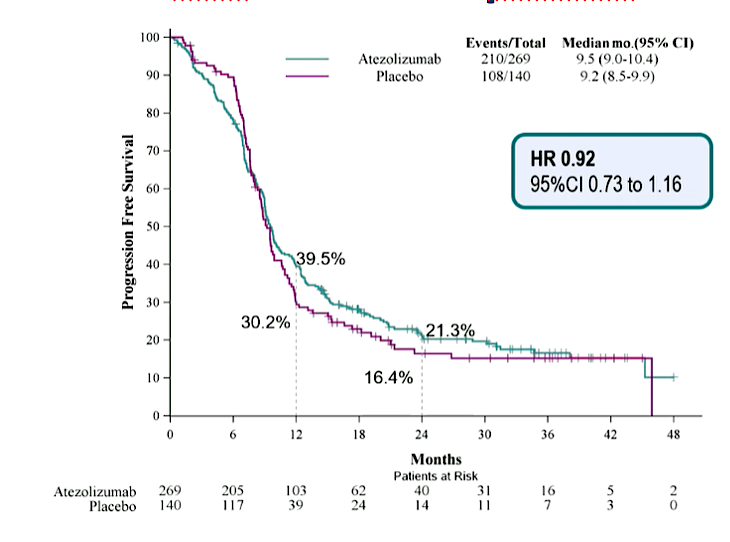 Events/Total Median mo.(95% CI)
Atezolizumab 210/269 9.5 (9.0-10.4)
Placebo 108/140 9.2 (8.5-9.9)
HR 0.92
95%CI 0.73 to 1.16
Progression Free Survival
100
90
80
70
60
50
40
30
20
10
0
39.5%
30.2%
21.3%
16.4%
0 6 12 18 24 30 36 42 48
Months
Patients at Risk
Atezolizumab 269 205 103 62 40 31 16 5 2
Placebo 140 117 39 24 14 11 7 3 0